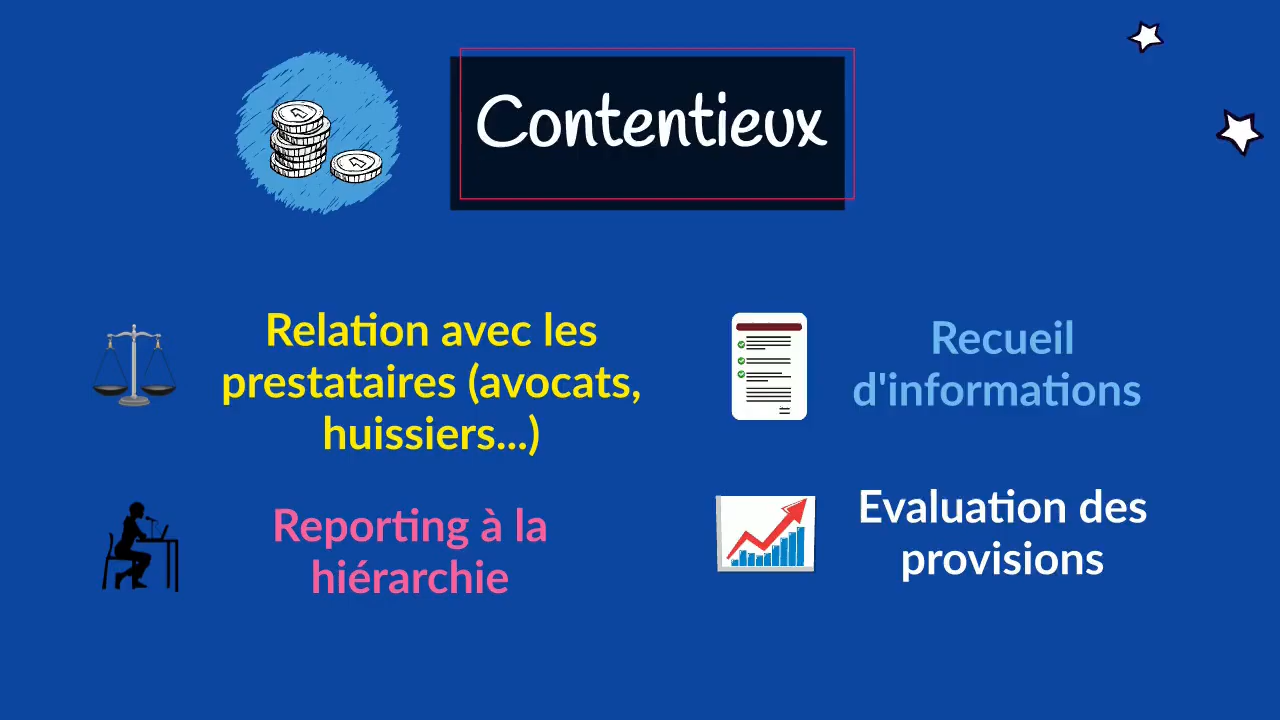 Contentieux
Relation avec les
prestataires (avocats,
huissiers...)
Recueil
d'informations
Reporting à la
hiérarchie
Evaluation des
provisions